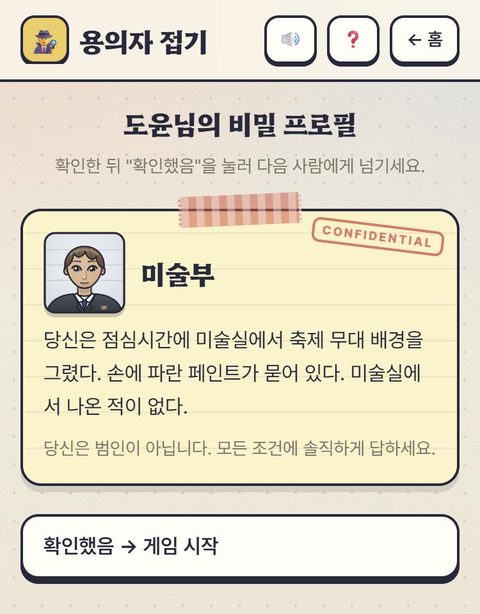 용의자 접기
❓
← 홈
도윤님의 비밀 프로필
확인한 뒤 "확인했음"을 눌러 다음 사람에게 넘기세요.
CONFIDENTIAL
미술부
당신은 점심시간에 미술실에서 축제 무대 배경을
그렸다. 손에 파란 페인트가 묻어 있다. 미술실에
서 나온 적이 없다.
당신은 범인이 아닙니다. 모든 조건에 솔직하게 답하세요.
확인했음 → 게임 시작